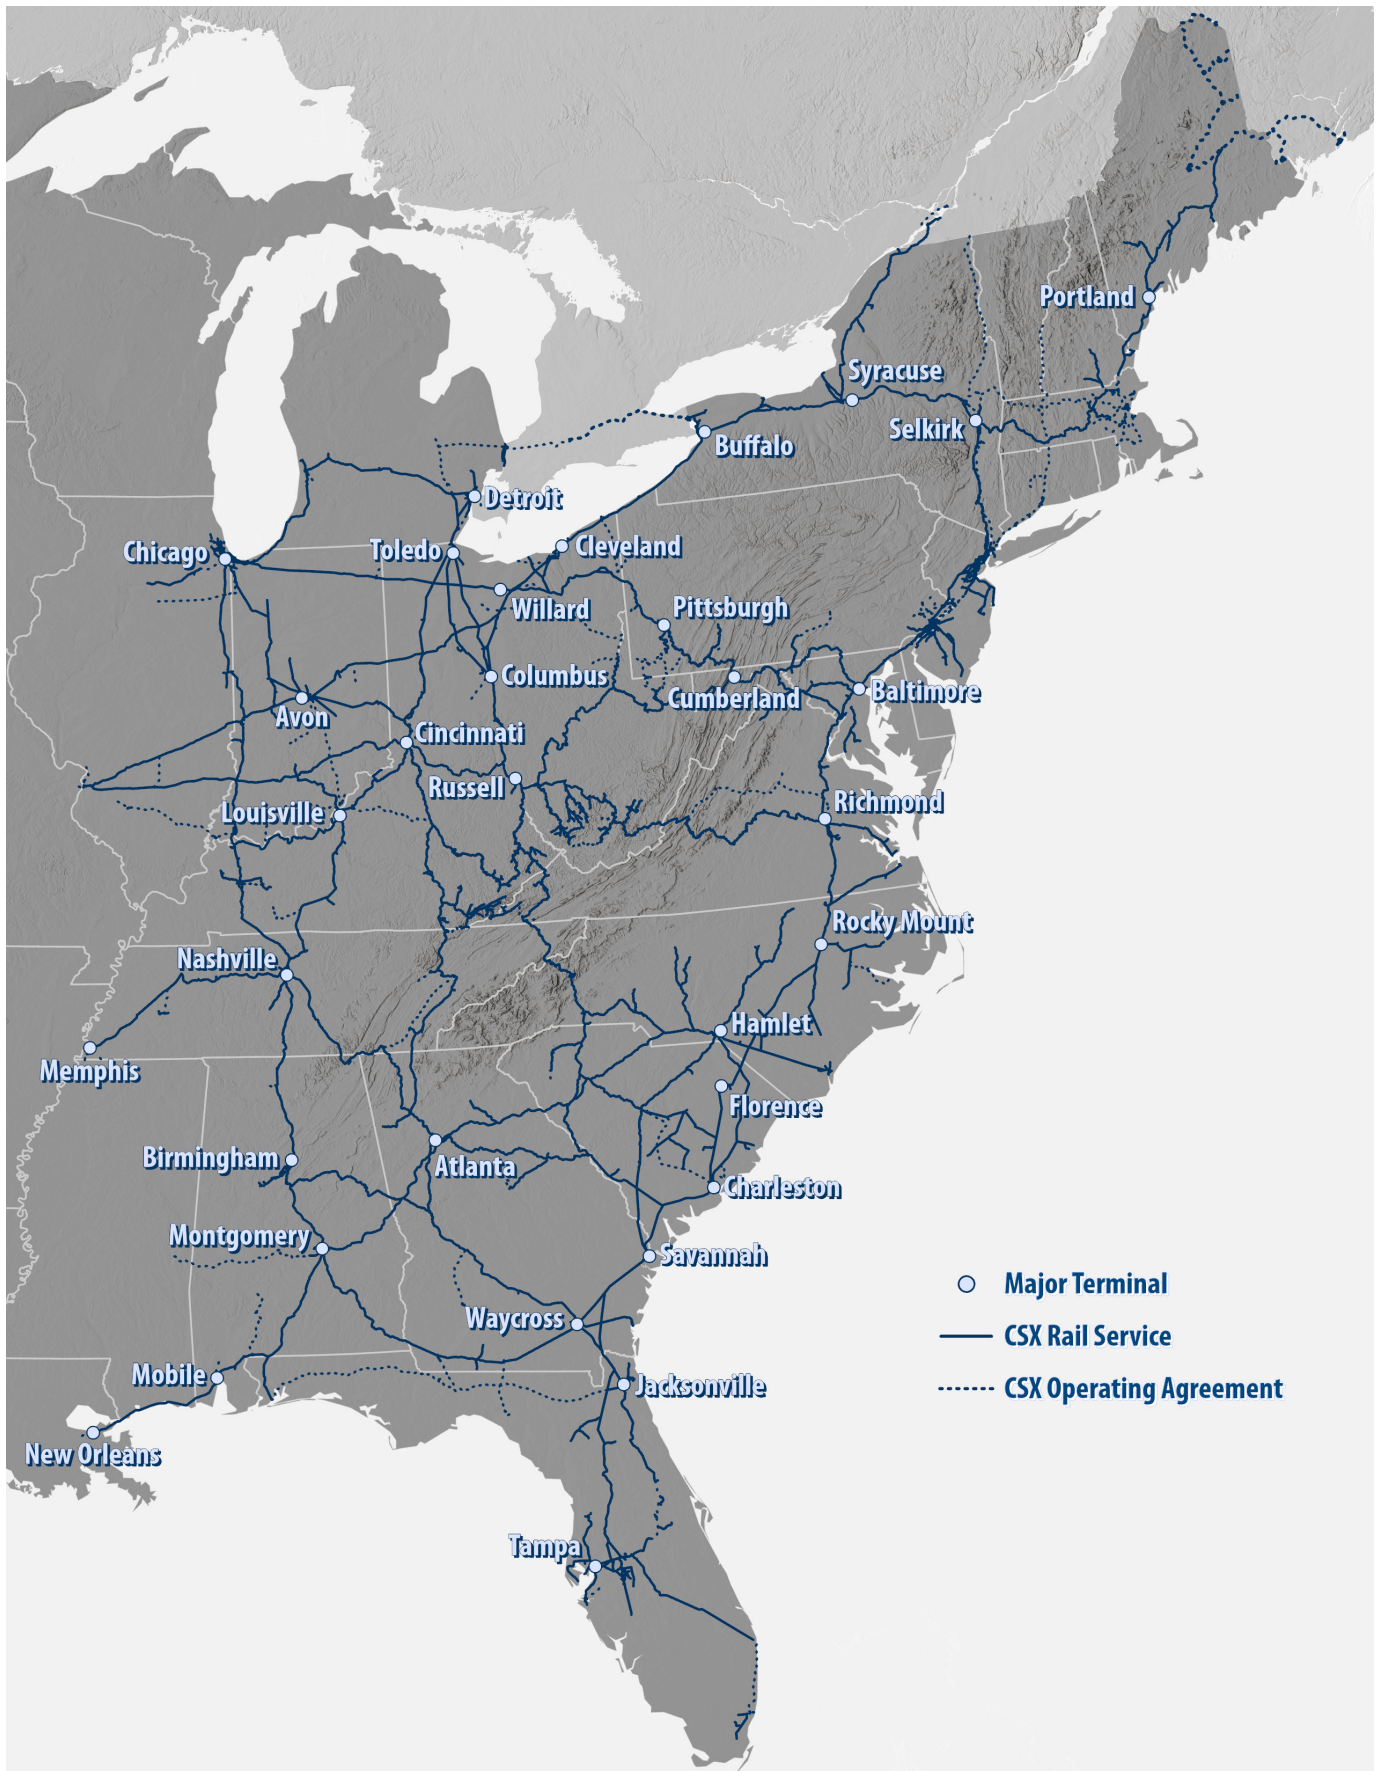 Portland
Syracuse
Selkirk
Buffalo
Detroit
Chicago
Toledo
Cleveland
Willard
Pittsburgh
Columbus
Cumberland
Baltimore
Avon
Cincinnati
Russell
Louisville
Richmond
Rocky Mount
Nashville
Hamlet
Memphis
Florence
Birmingham
Atlanta
Charleston
Montgomery
Savannah
Major Terminal
Waycross
CSX Rail Service
Mobile
Jacksonville
CSX Operating Agreement
New Orleans
Tampa